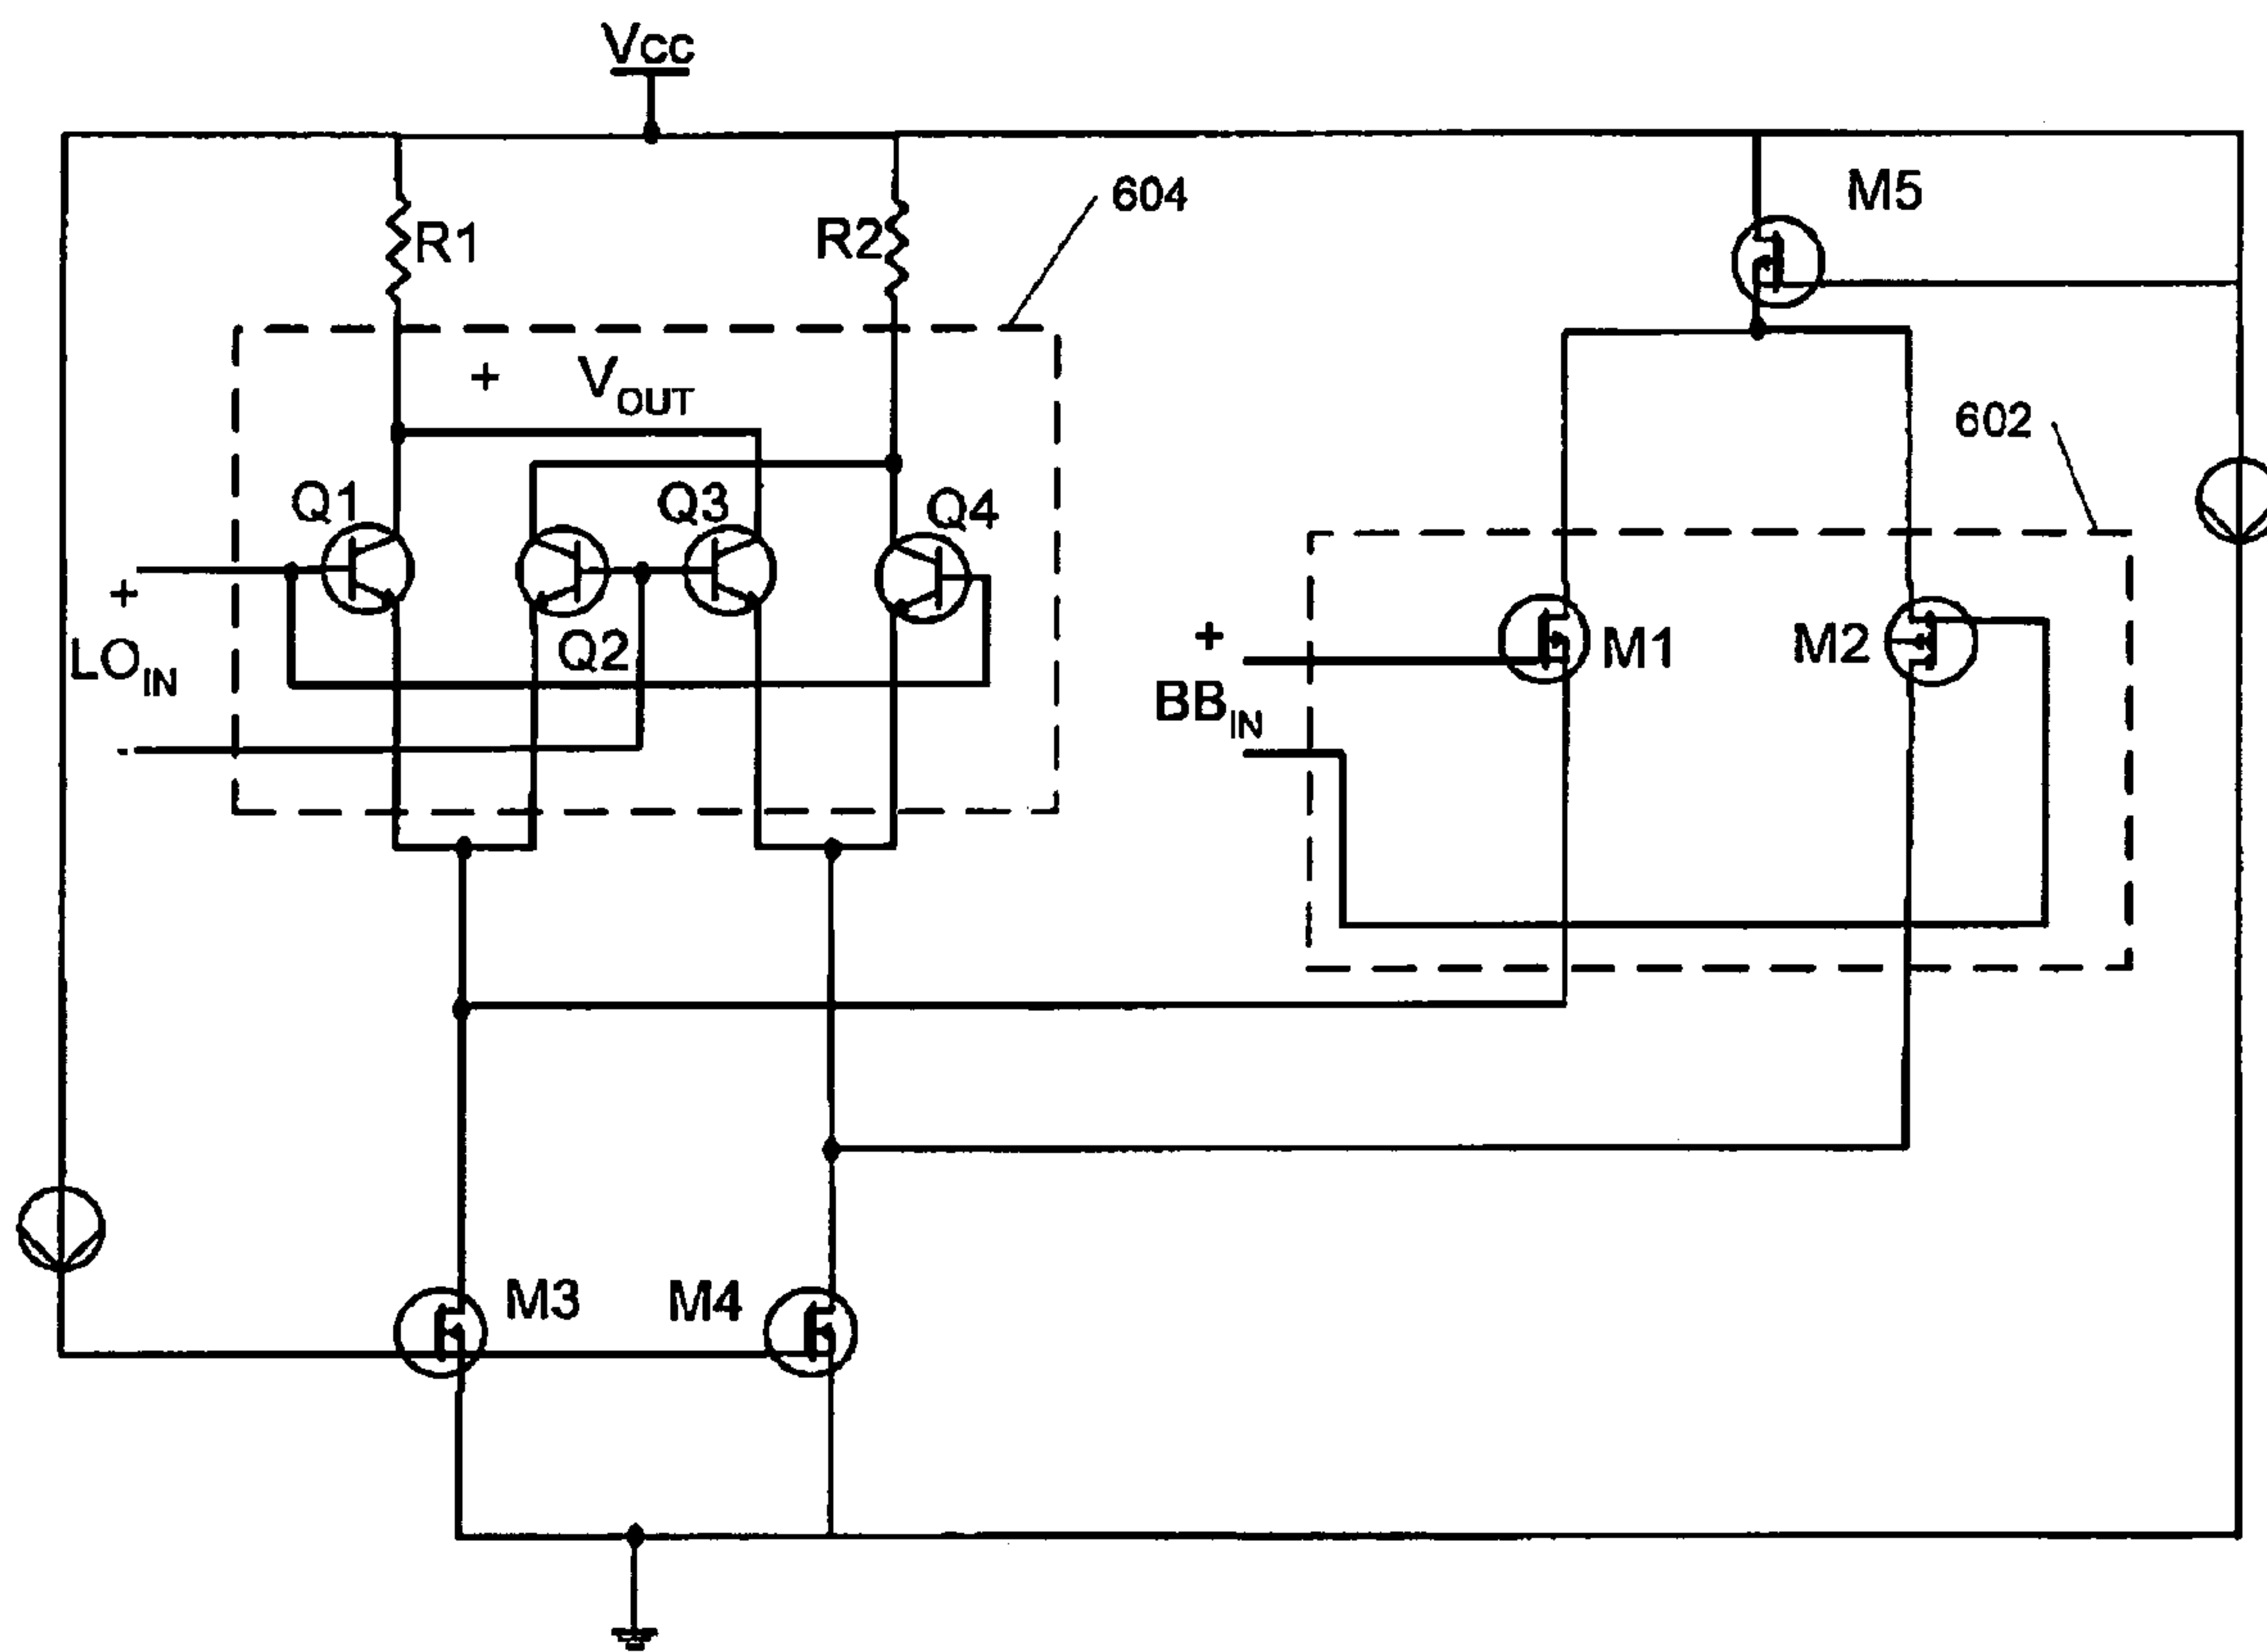 Vcc
M5
604
R1
R2
+ VOUT
602
Q1
Q3
Q4
+
Q2
LOIN
-
+
M1
M2
BBIN
M3
M4